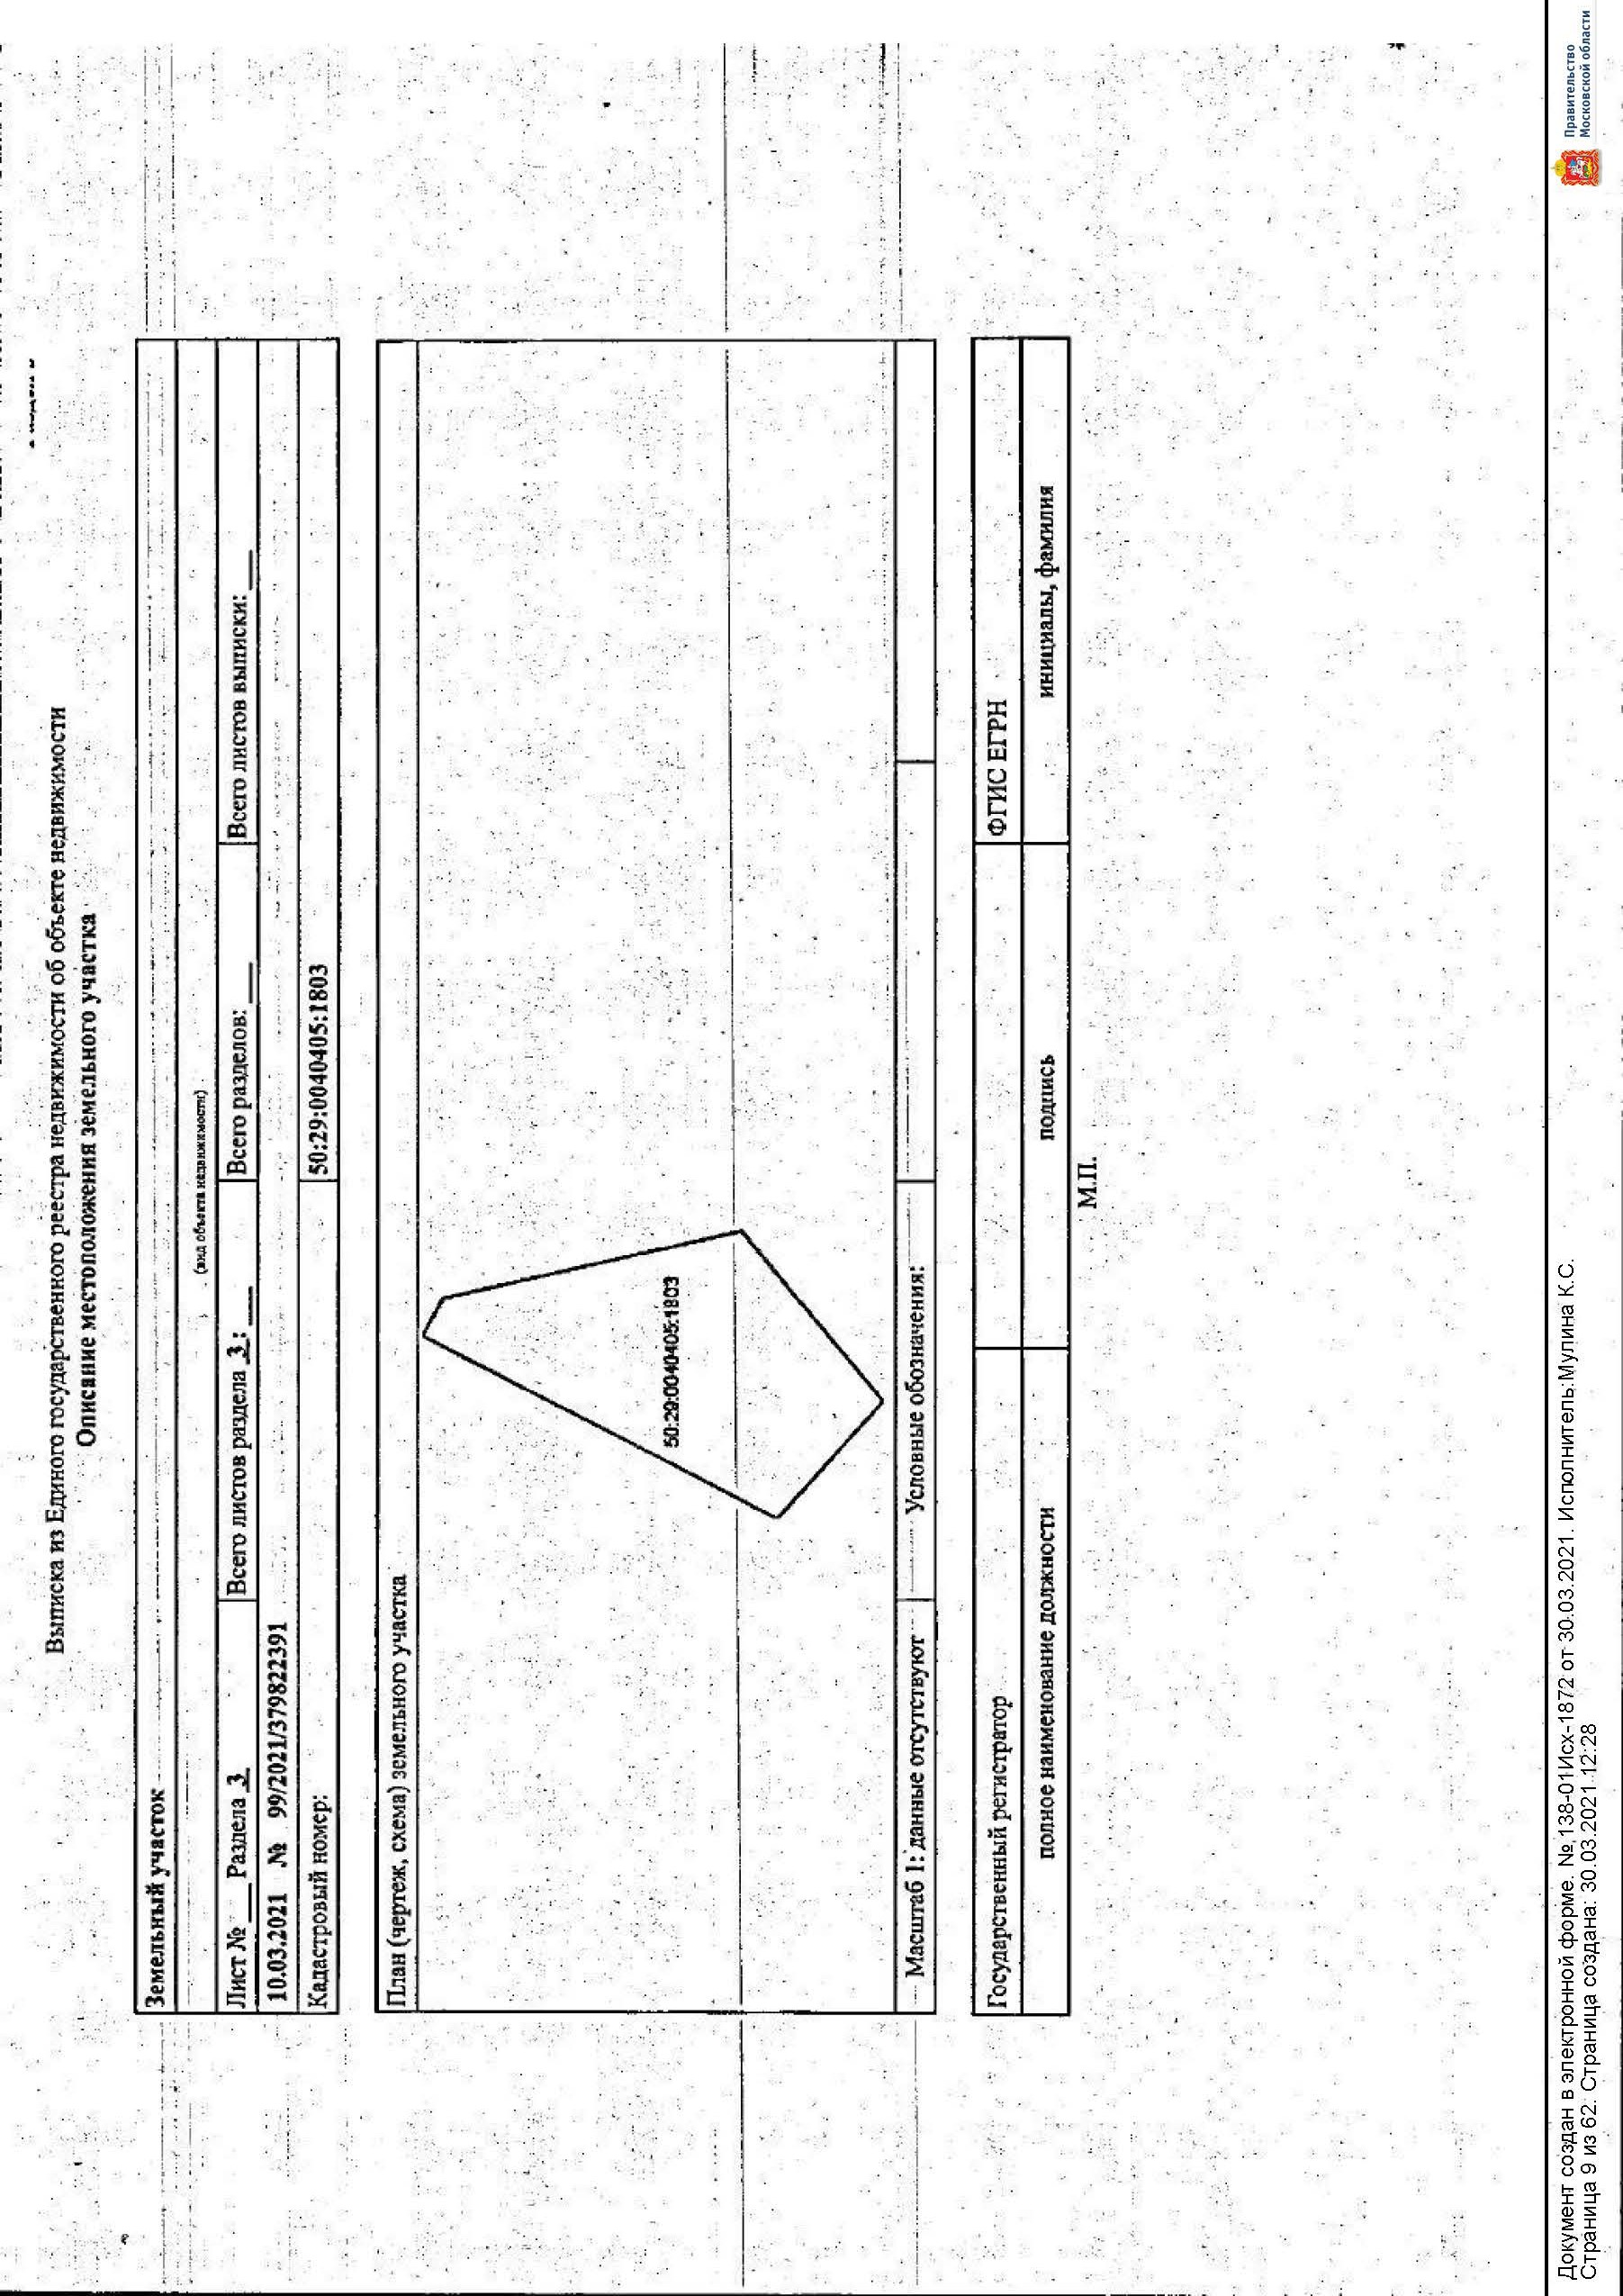 Выписка из Единого государственного реестра недвижимости об объекте недвижимости
Описание местоположения земельного участка
Земельный участок
(вид объекта недвижимости)
Лист № ___ Раздела 3 Всего листов раздела 3: ___ Всего разделов: ___ Всего листов выписки: ___
10.03.2021 № 99/2021/379822391
Кадастровый номер: 50:29:0040405:1803
План (чертеж, схема) земельного участка
50:29:0040405:1803
Масштаб 1: данные отсутствуют Условные обозначения:
Государственный регистратор ФГИС ЕГРН
полное наименование должности подпись инициалы, фамилия
М.П.
Документ создан в электронной форме. № 138-01Исх-1872 от 30.03.2021. Исполнитель:Мулина К.С.
Страница 9 из 62. Страница создана: 30.03.2021 12:28
Правительство
Московской области